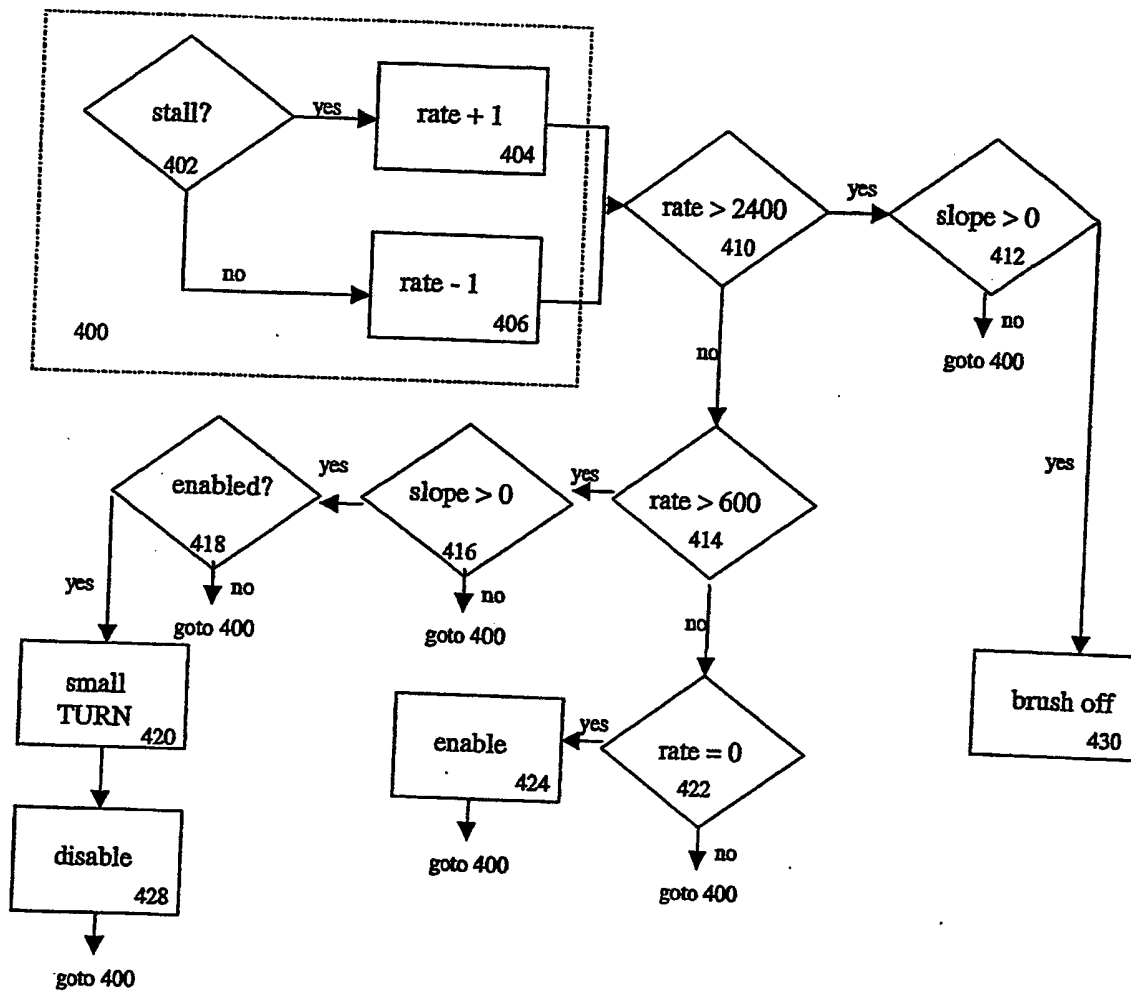 stall?
402
yes
rate + 1
404
no
rate - 1
406
400
rate > 2400
410
yes
slope > 0
412
no
goto 400
no
yes
enabled?
418
yes
slope > 0
416
yes
rate > 600
414
yes
no
goto 400
no
goto 400
no
small
TURN
420
enable
424
yes
rate = 0
422
brush off
430
disable
428
goto 400
no
goto 400
goto 400